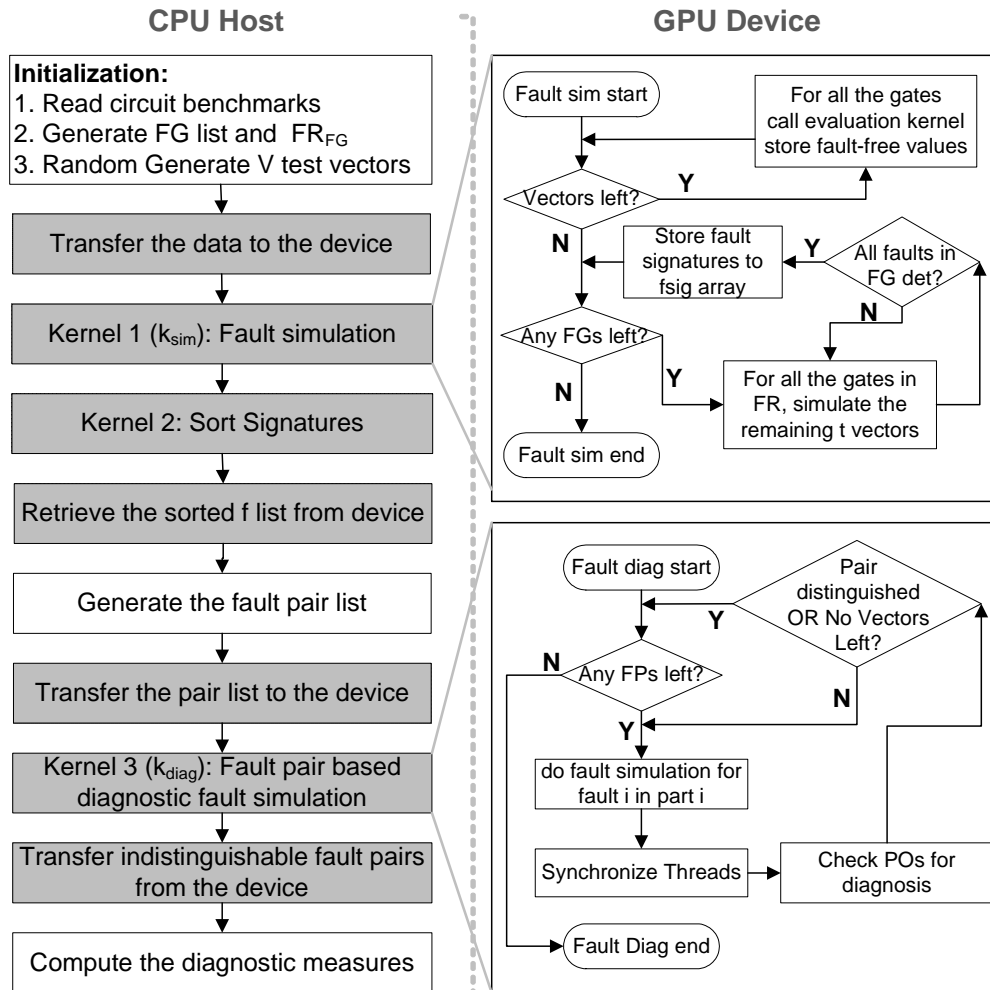 CPU Host
Initialization:
1. Read circuit benchmarks
2. Generate FG list and FR_FG
3. Random Generate V test vectors
Transfer the data to the device
Kernel 1 (k_sim): Fault simulation
Kernel 2: Sort Signatures
Retrieve the sorted f list from device
Generate the fault pair list
Transfer the pair list to the device
Kernel 3 (k_diag): Fault pair based
diagnostic fault simulation
Transfer indistinguishable fault pairs
from the device
Compute the diagnostic measures
GPU Device
Fault sim start
For all the gates
call evaluation kernel
store fault-free values
Y
Vectors left?
N
Store fault
signatures to
fsig array
Y
All faults in
FG det?
N
Any FGs left?
Y
N
For all the gates in
FR, simulate the
remaining t vectors
Fault sim end
Fault diag start
Pair
distinguished
OR No Vectors
Left?
Y
N
Any FPs left?
N
Y
do fault simulation for
fault i in part i
Synchronize Threads
Check POs for
diagnosis
Fault Diag end